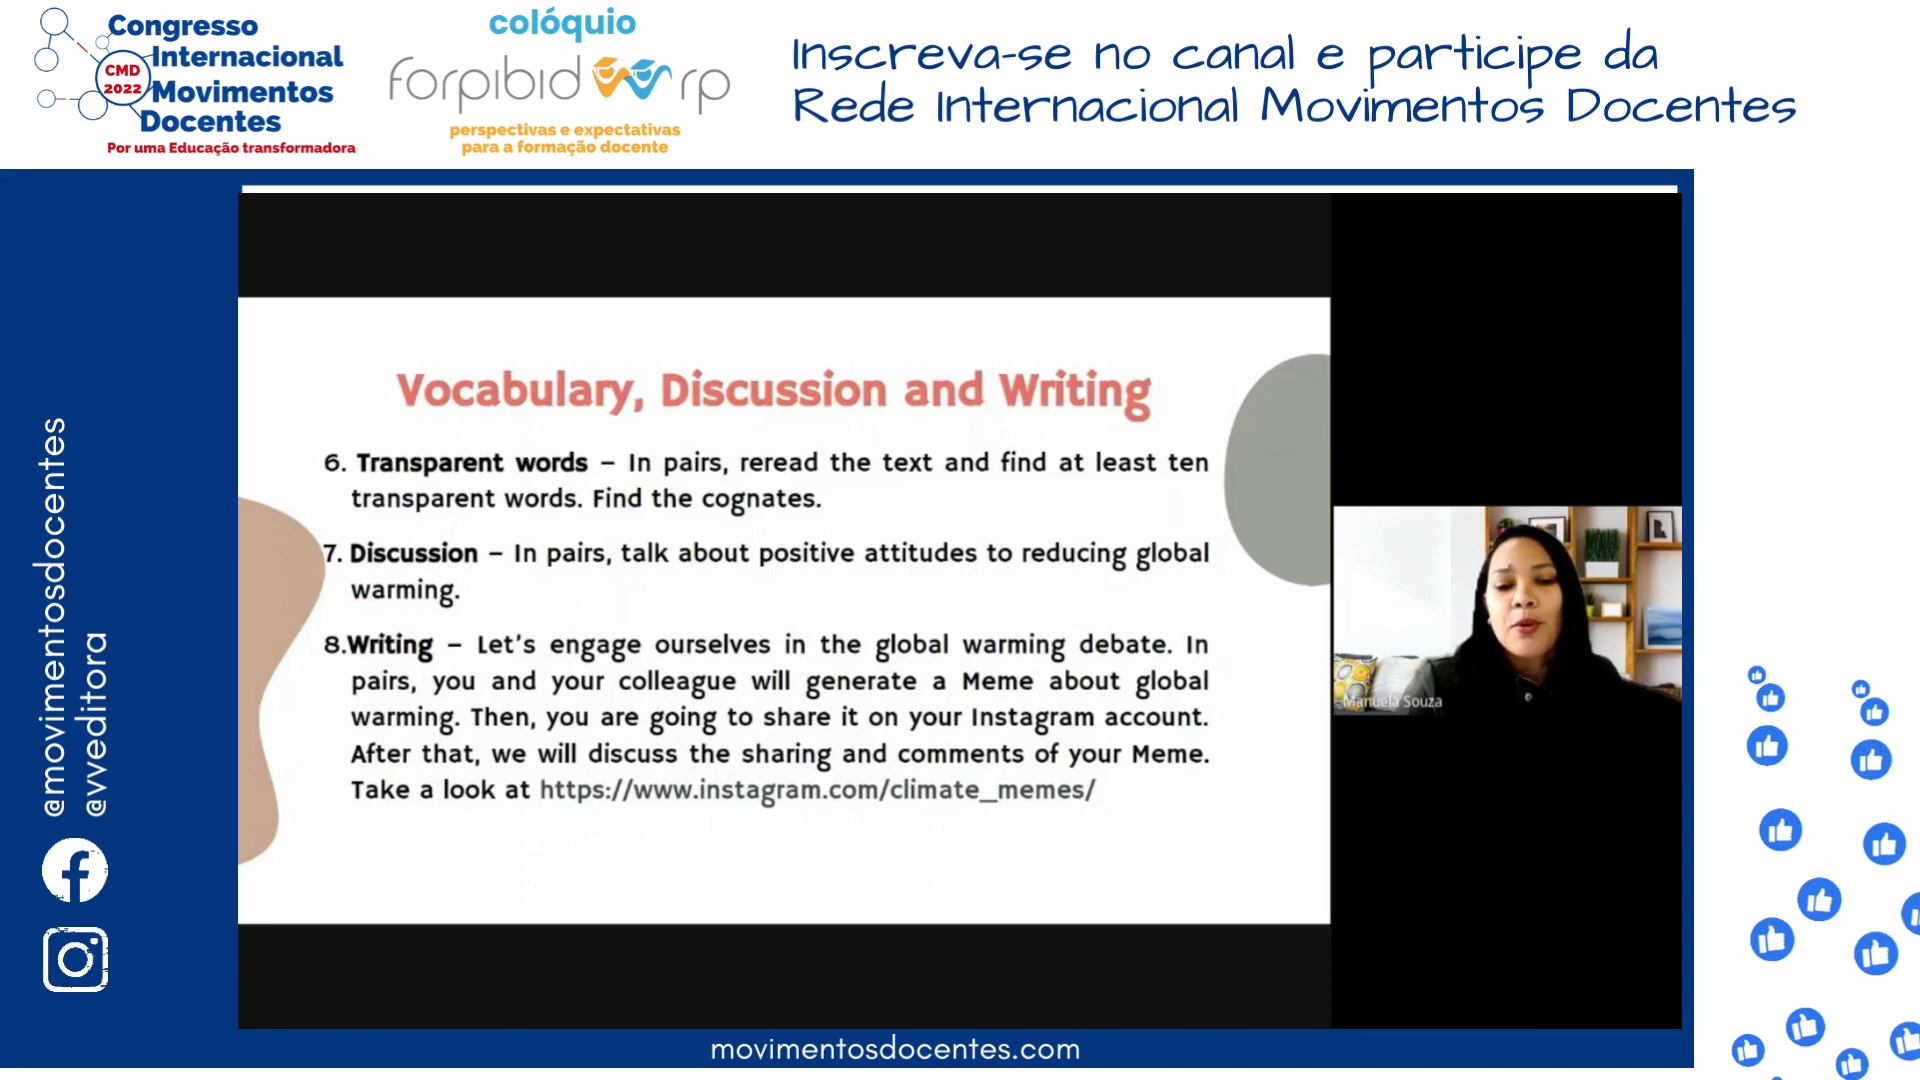 Congresso
Internacional
CMD
2022
Movimentos
Docentes
Por uma Educação transformadora
colóquio
forpibid rp
perspectivas e expectativas
para a formação docente
Inscreva-se no canal e participe da
Rede Internacional Movimentos Docentes
Vocabulary, Discussion and Writing
6. Transparent words – In pairs, reread the text and find at least ten
transparent words. Find the cognates.
7. Discussion – In pairs, talk about positive attitudes to reducing global
warming.
8.Writing – Let's engage ourselves in the global warming debate. In
pairs, you and your colleague will generate a Meme about global
warming. Then, you are going to share it on your Instagram account.
After that, we will discuss the sharing and comments of your Meme.
Take a look at https://www.instagram.com/climate_memes/
Manuela Souza
@movimentosdocentes
@vveditora
movimentosdocentes.com